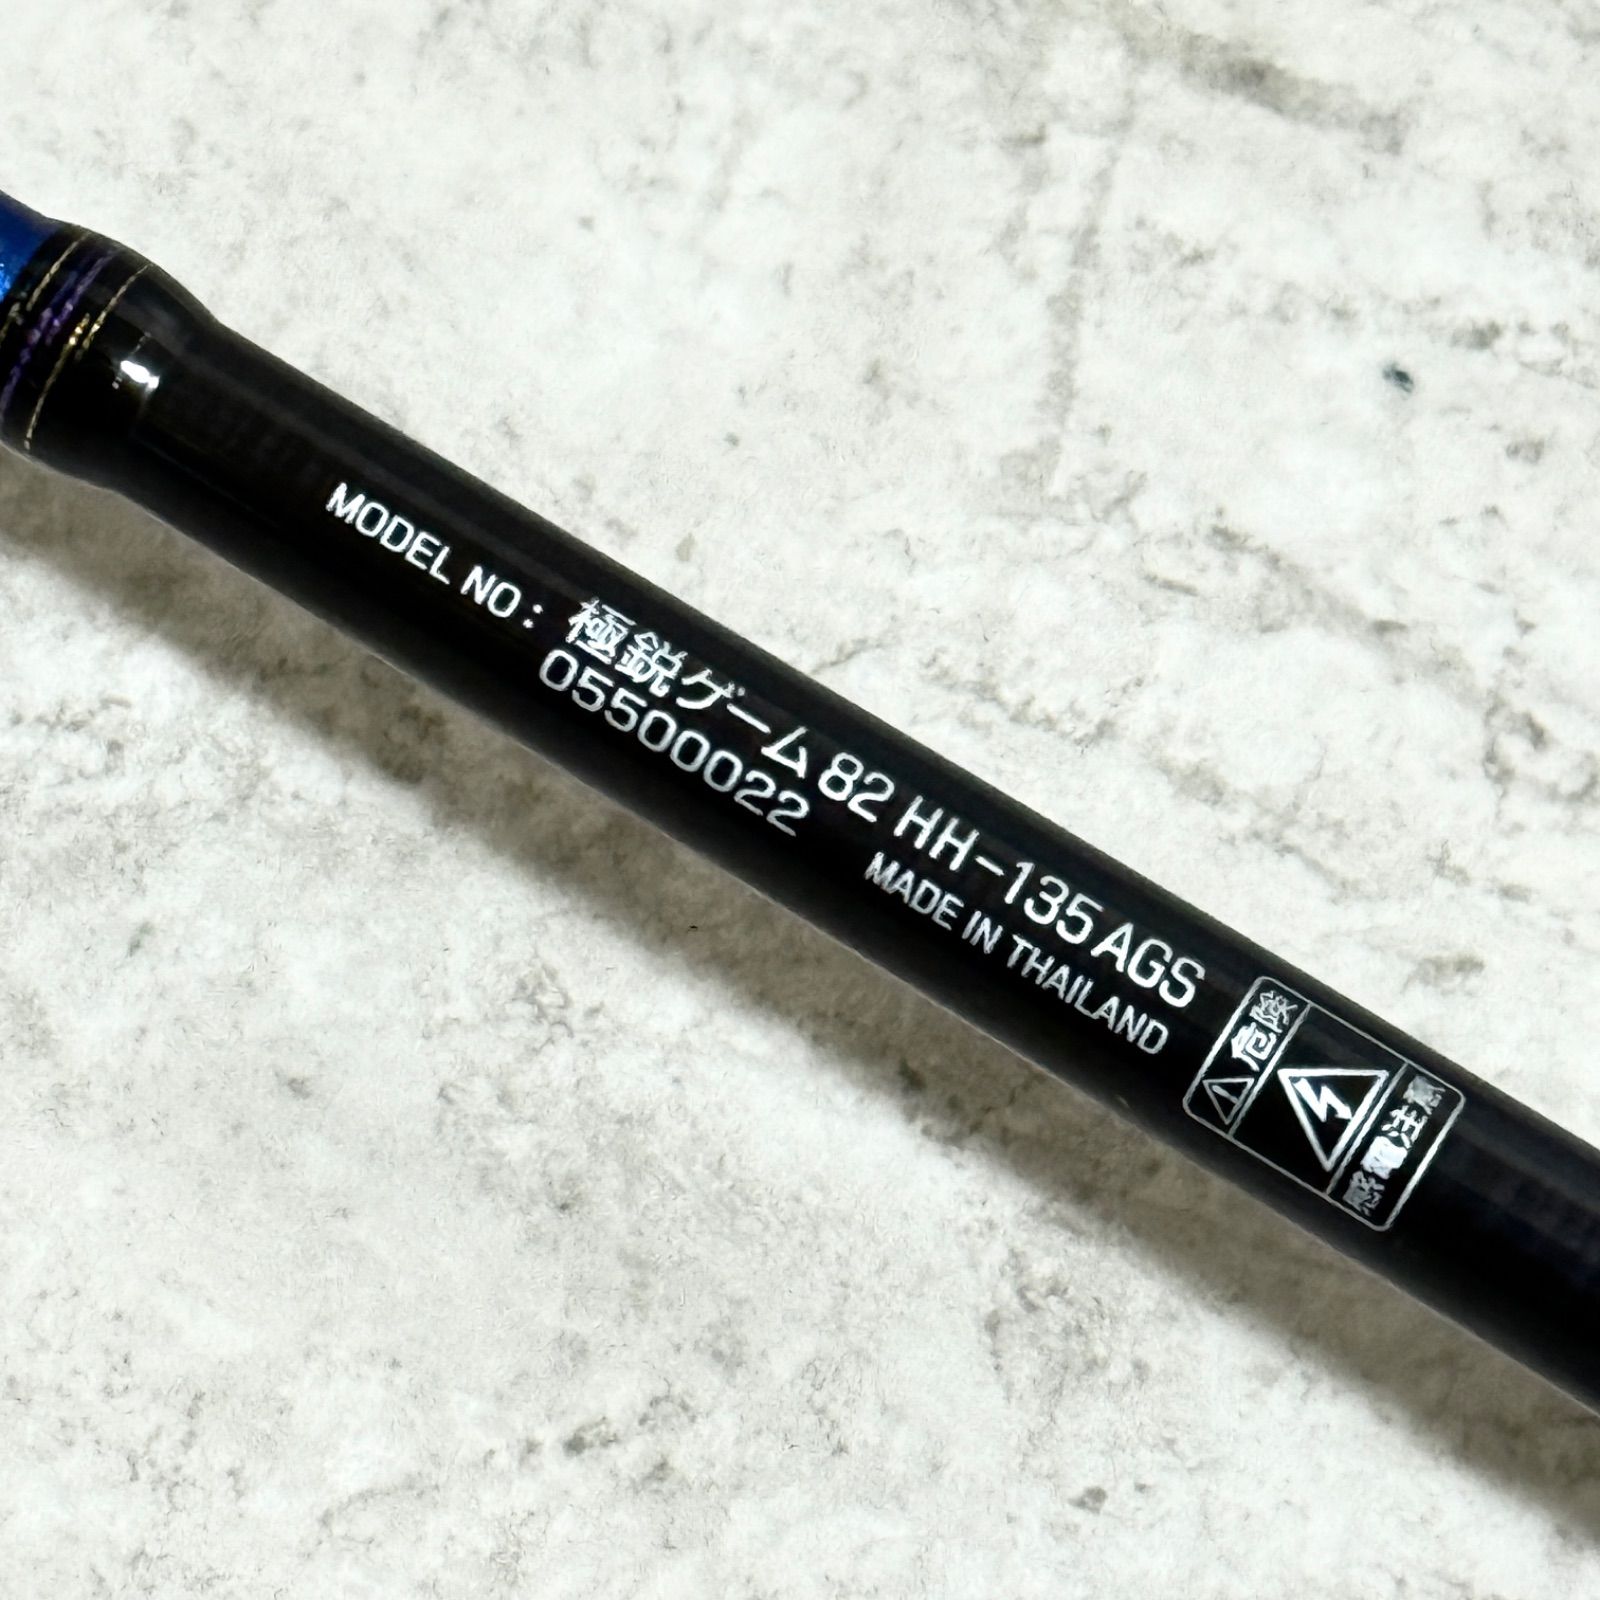 MODEL NO: 極鋭ゲーム 82 HH-135 AGS
05500022
MADE IN THAILAND
⚠危険
感電注意